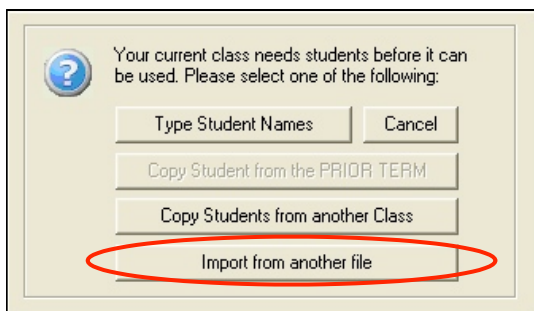 Your current class needs students before it can
be used. Please select one of the following:
Type Student Names Cancel
Copy Student from the PRIOR TERM
Copy Students from another Class
Import from another file